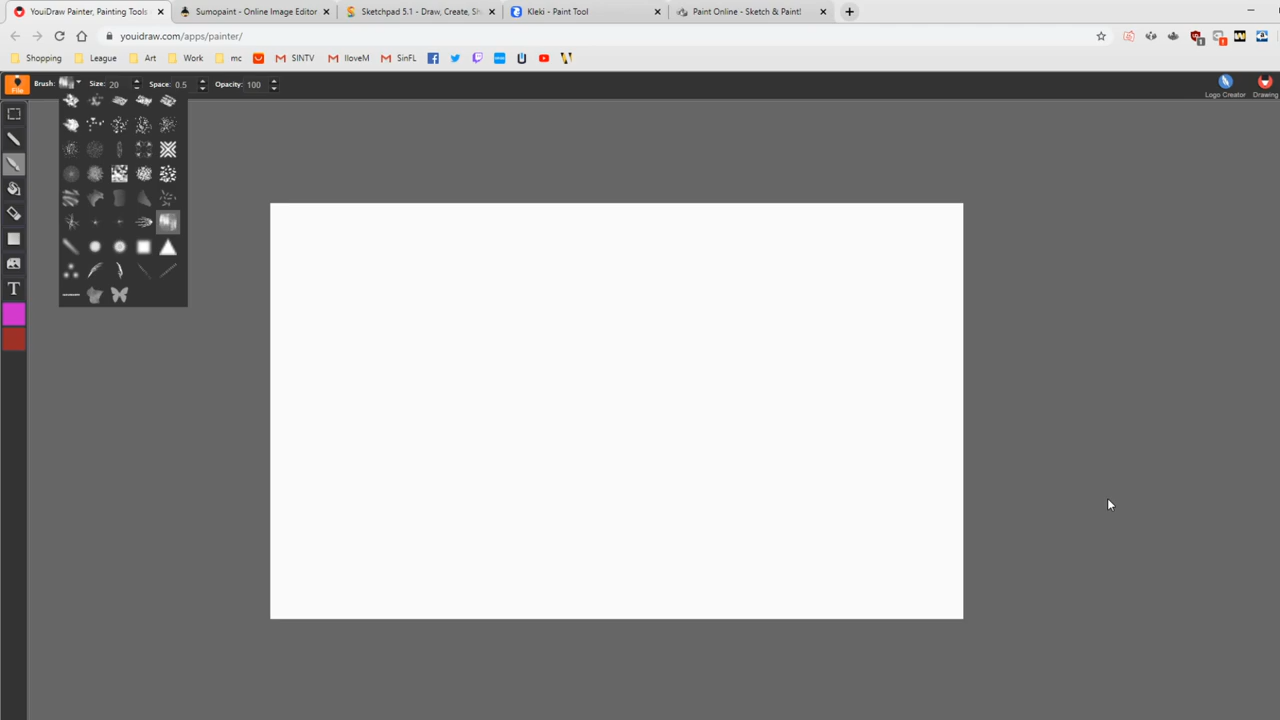 YouiDraw Painter, Painting Tools
Sumopaint - Online Image Editor
Sketchpad 5.1 - Draw, Create, Sh
Kleki - Paint Tool
Paint Online - Sketch & Paint!
youidraw.com/apps/painter/
Shopping League Art Work mc SINTV IloveM SinFL
File Brush: Size: 20 Space: 0.5 Opacity: 100
Logo Creator Drawing
T